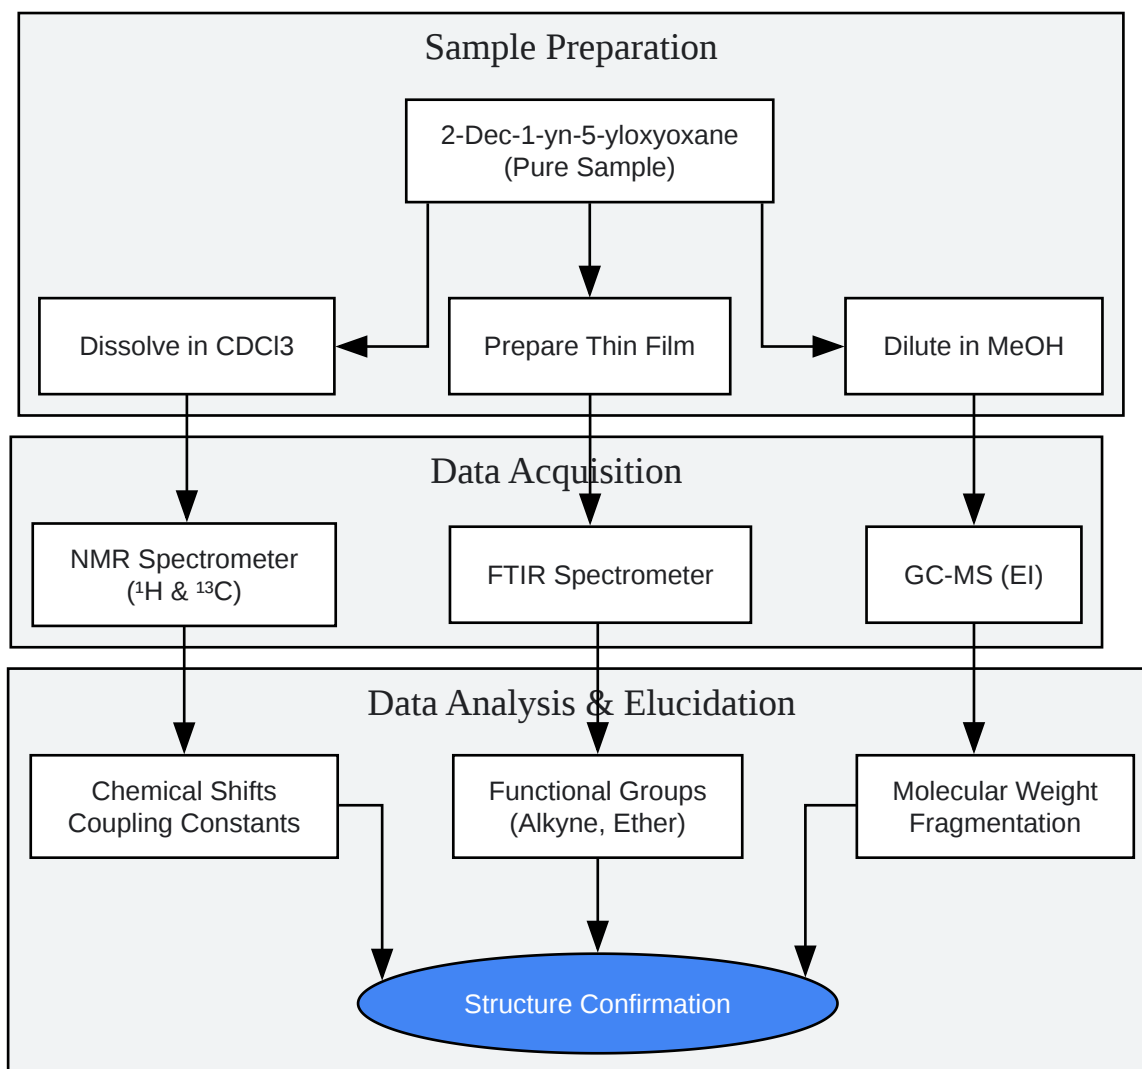 Sample Preparation
2-Dec-1-yn-5-yloxyoxane
(Pure Sample)
Dissolve in CDCl3
Prepare Thin Film
Dilute in MeOH
Data Acquisition
NMR Spectrometer
(¹H & ¹³C)
FTIR Spectrometer
GC-MS (EI)
Data Analysis & Elucidation
Chemical Shifts
Coupling Constants
Functional Groups
(Alkyne, Ether)
Molecular Weight
Fragmentation
Structure Confirmation